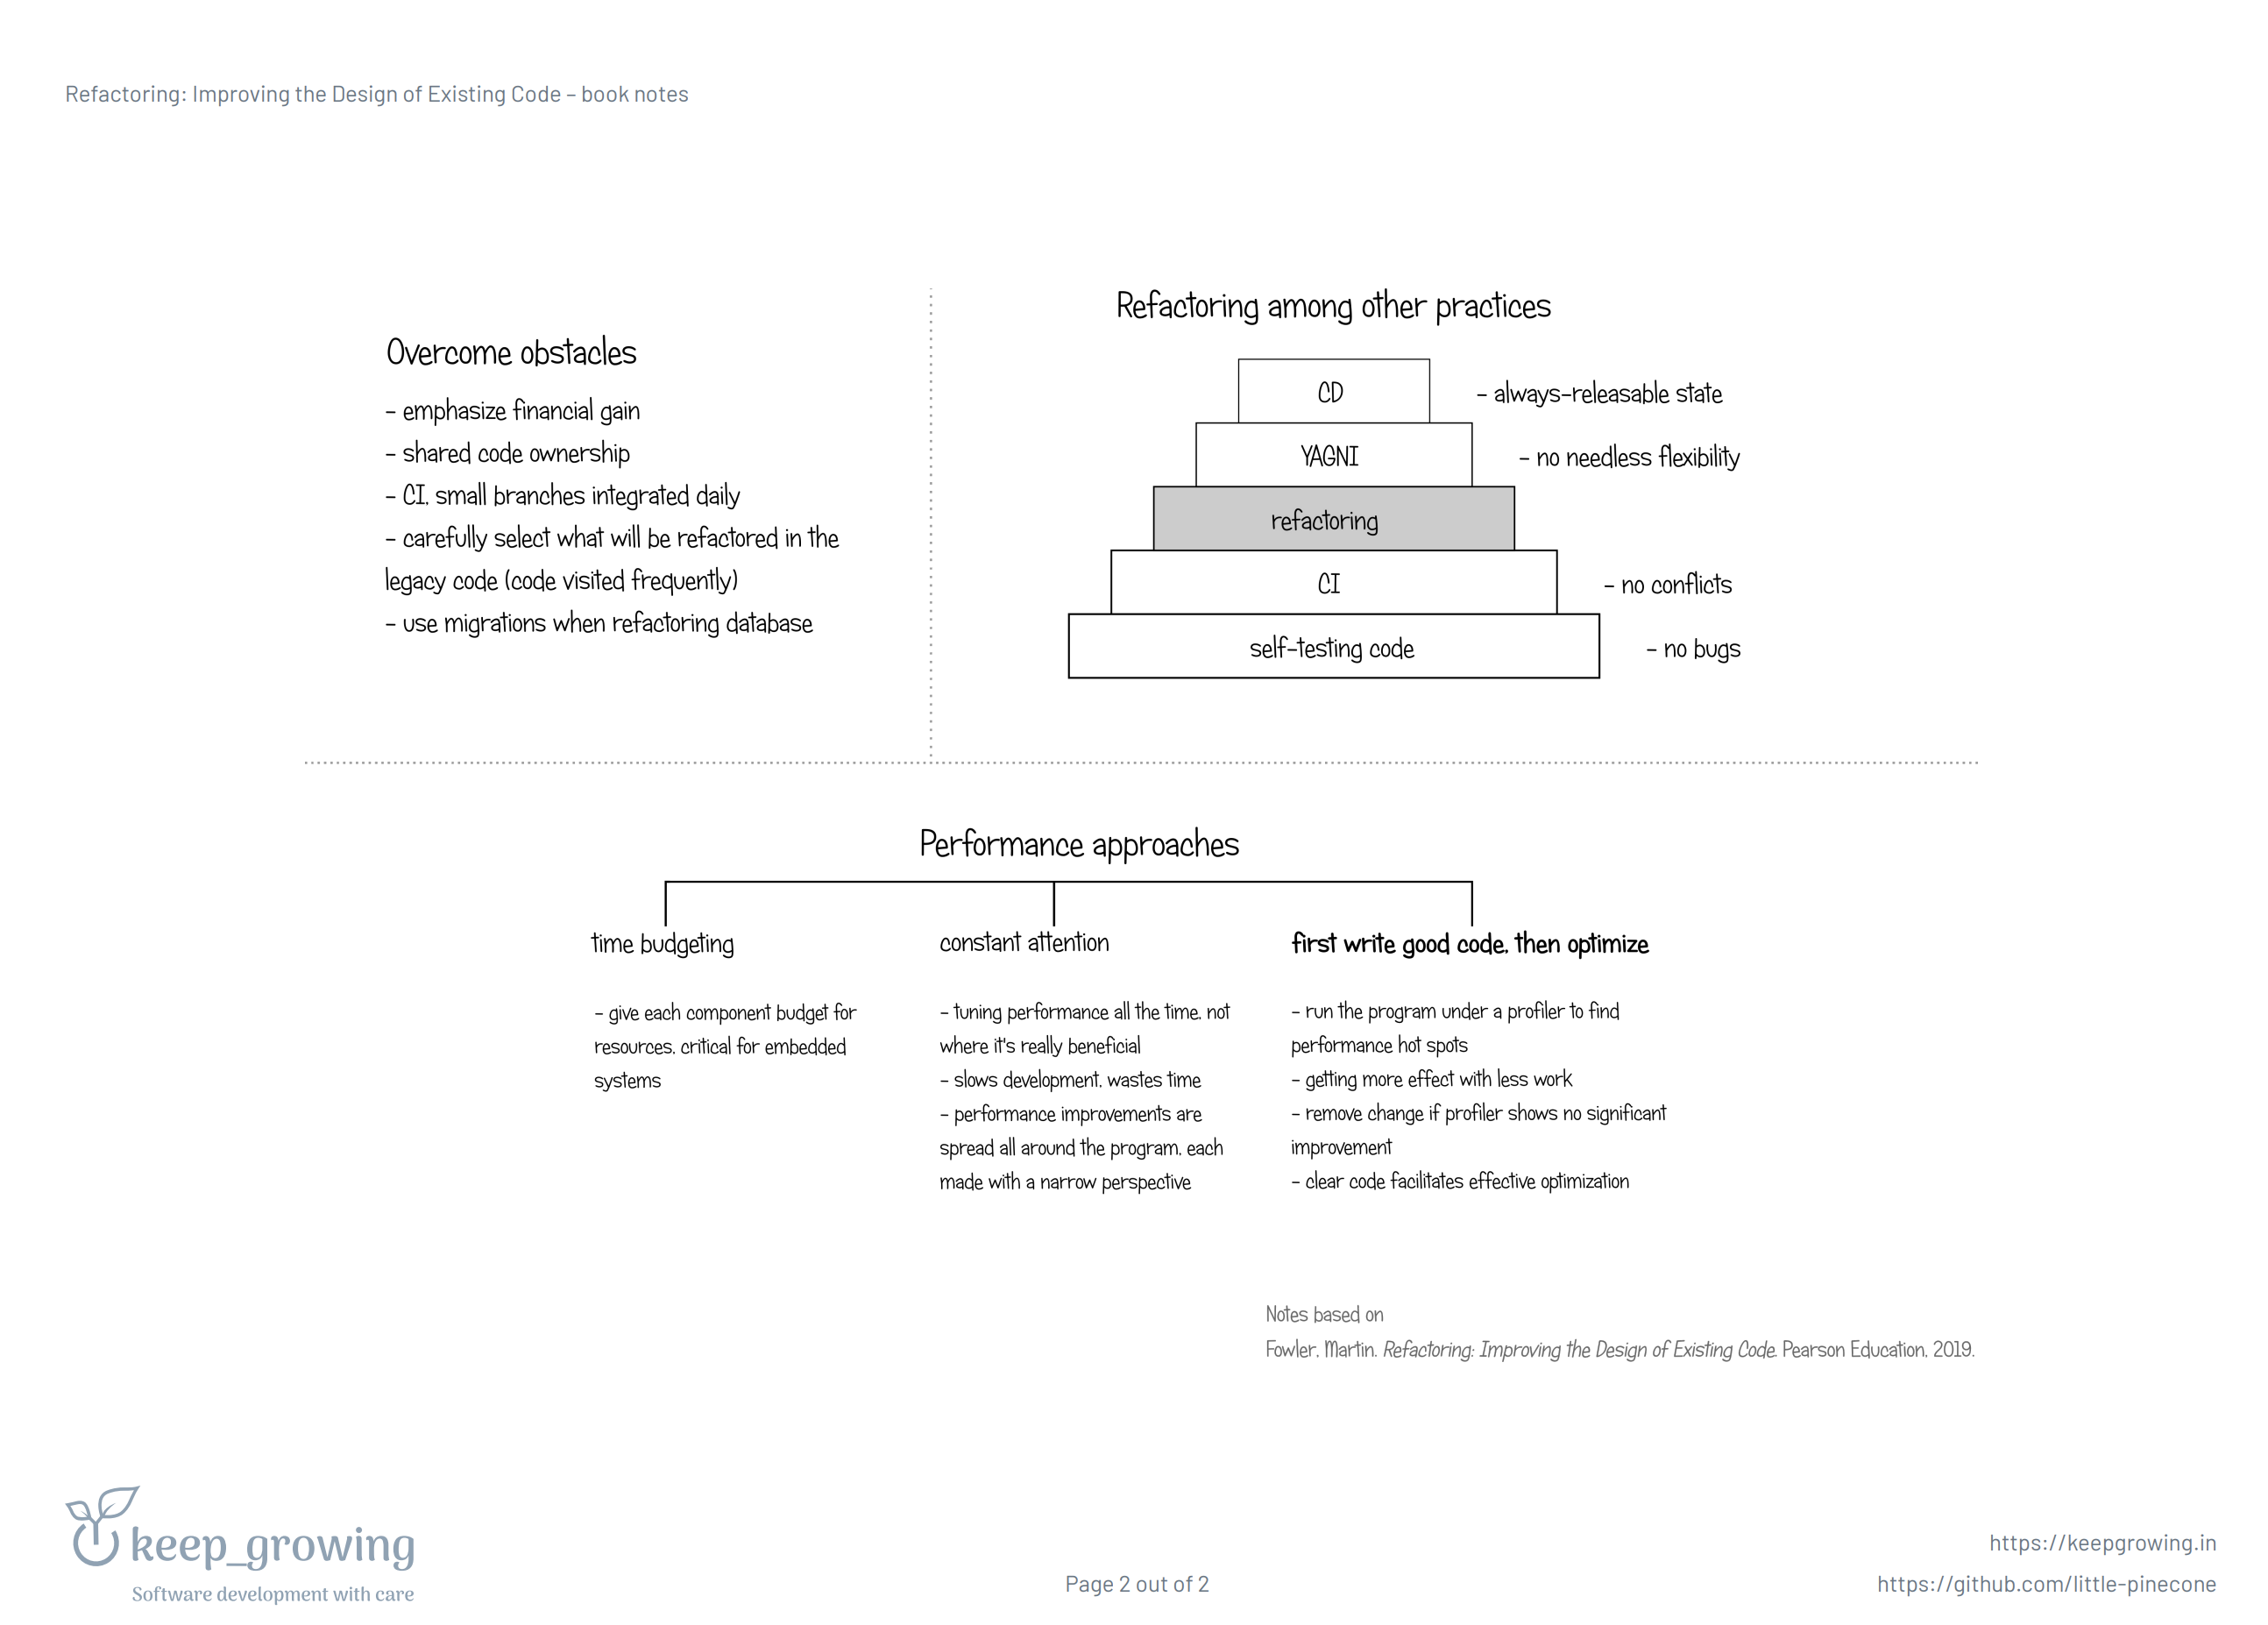 Refactoring: Improving the Design of Existing Code – book notes
Overcome obstacles
– emphasize financial gain
– shared code ownership
– CI, small branches integrated daily
– carefully select what will be refactored in the
legacy code (code visited frequently)
– use migrations when refactoring database
Refactoring among other practices
CD – always-releasable state
YAGNI – no needless flexibility
refactoring
CI – no conflicts
self-testing code – no bugs
Performance approaches
time budgeting
– give each component budget for
resources, critical for embedded
systems
constant attention
– tuning performance all the time, not
where it's really beneficial
– slows development, wastes time
– performance improvements are
spread all around the program, each
made with a narrow perspective
first write good code, then optimize
– run the program under a profiler to find
performance hot spots
– getting more effect with less work
– remove change if profiler shows no significant
improvement
– clear code facilitates effective optimization
Notes based on
Fowler, Martin. Refactoring: Improving the Design of Existing Code. Pearson Education, 2019.
keep_growing
Software development with care
Page 2 out of 2
https://keepgrowing.in
https://github.com/little-pinecone